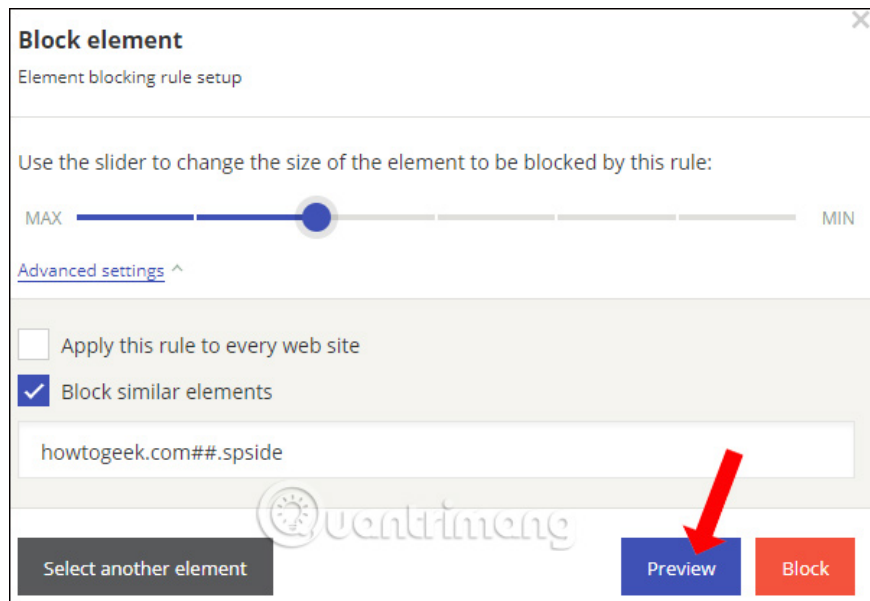 Block element
Element blocking rule setup
Use the slider to change the size of the element to be blocked by this rule:
MAX MIN
Advanced settings
Apply this rule to every web site
Block similar elements
howtogeek.com##.spside
Quantrimang
Select another element Preview Block